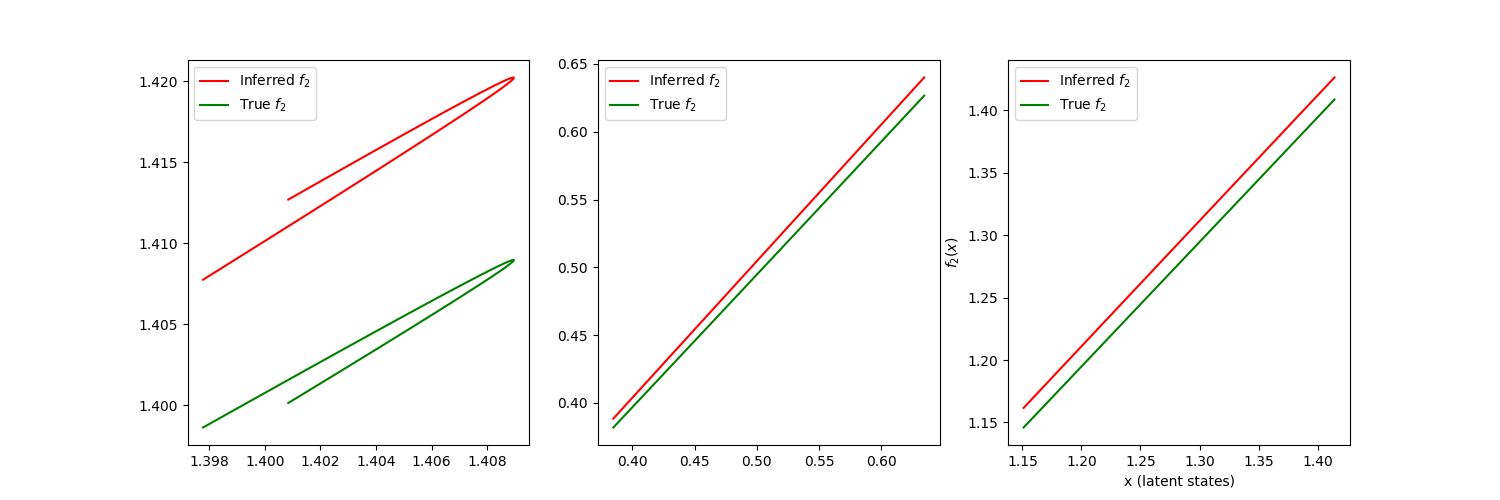 Inferred f₂
True f₂
1.420
1.415
1.410
1.405
1.400
1.398 1.400 1.402 1.404 1.406 1.408
Inferred f₂
True f₂
0.65
0.60
0.55
0.50
0.45
0.40
0.40 0.45 0.50 0.55 0.60
Inferred f₂
True f₂
f₂(x)
1.40
1.35
1.30
1.25
1.20
1.15
1.15 1.20 1.25 1.30 1.35 1.40
x (latent states)